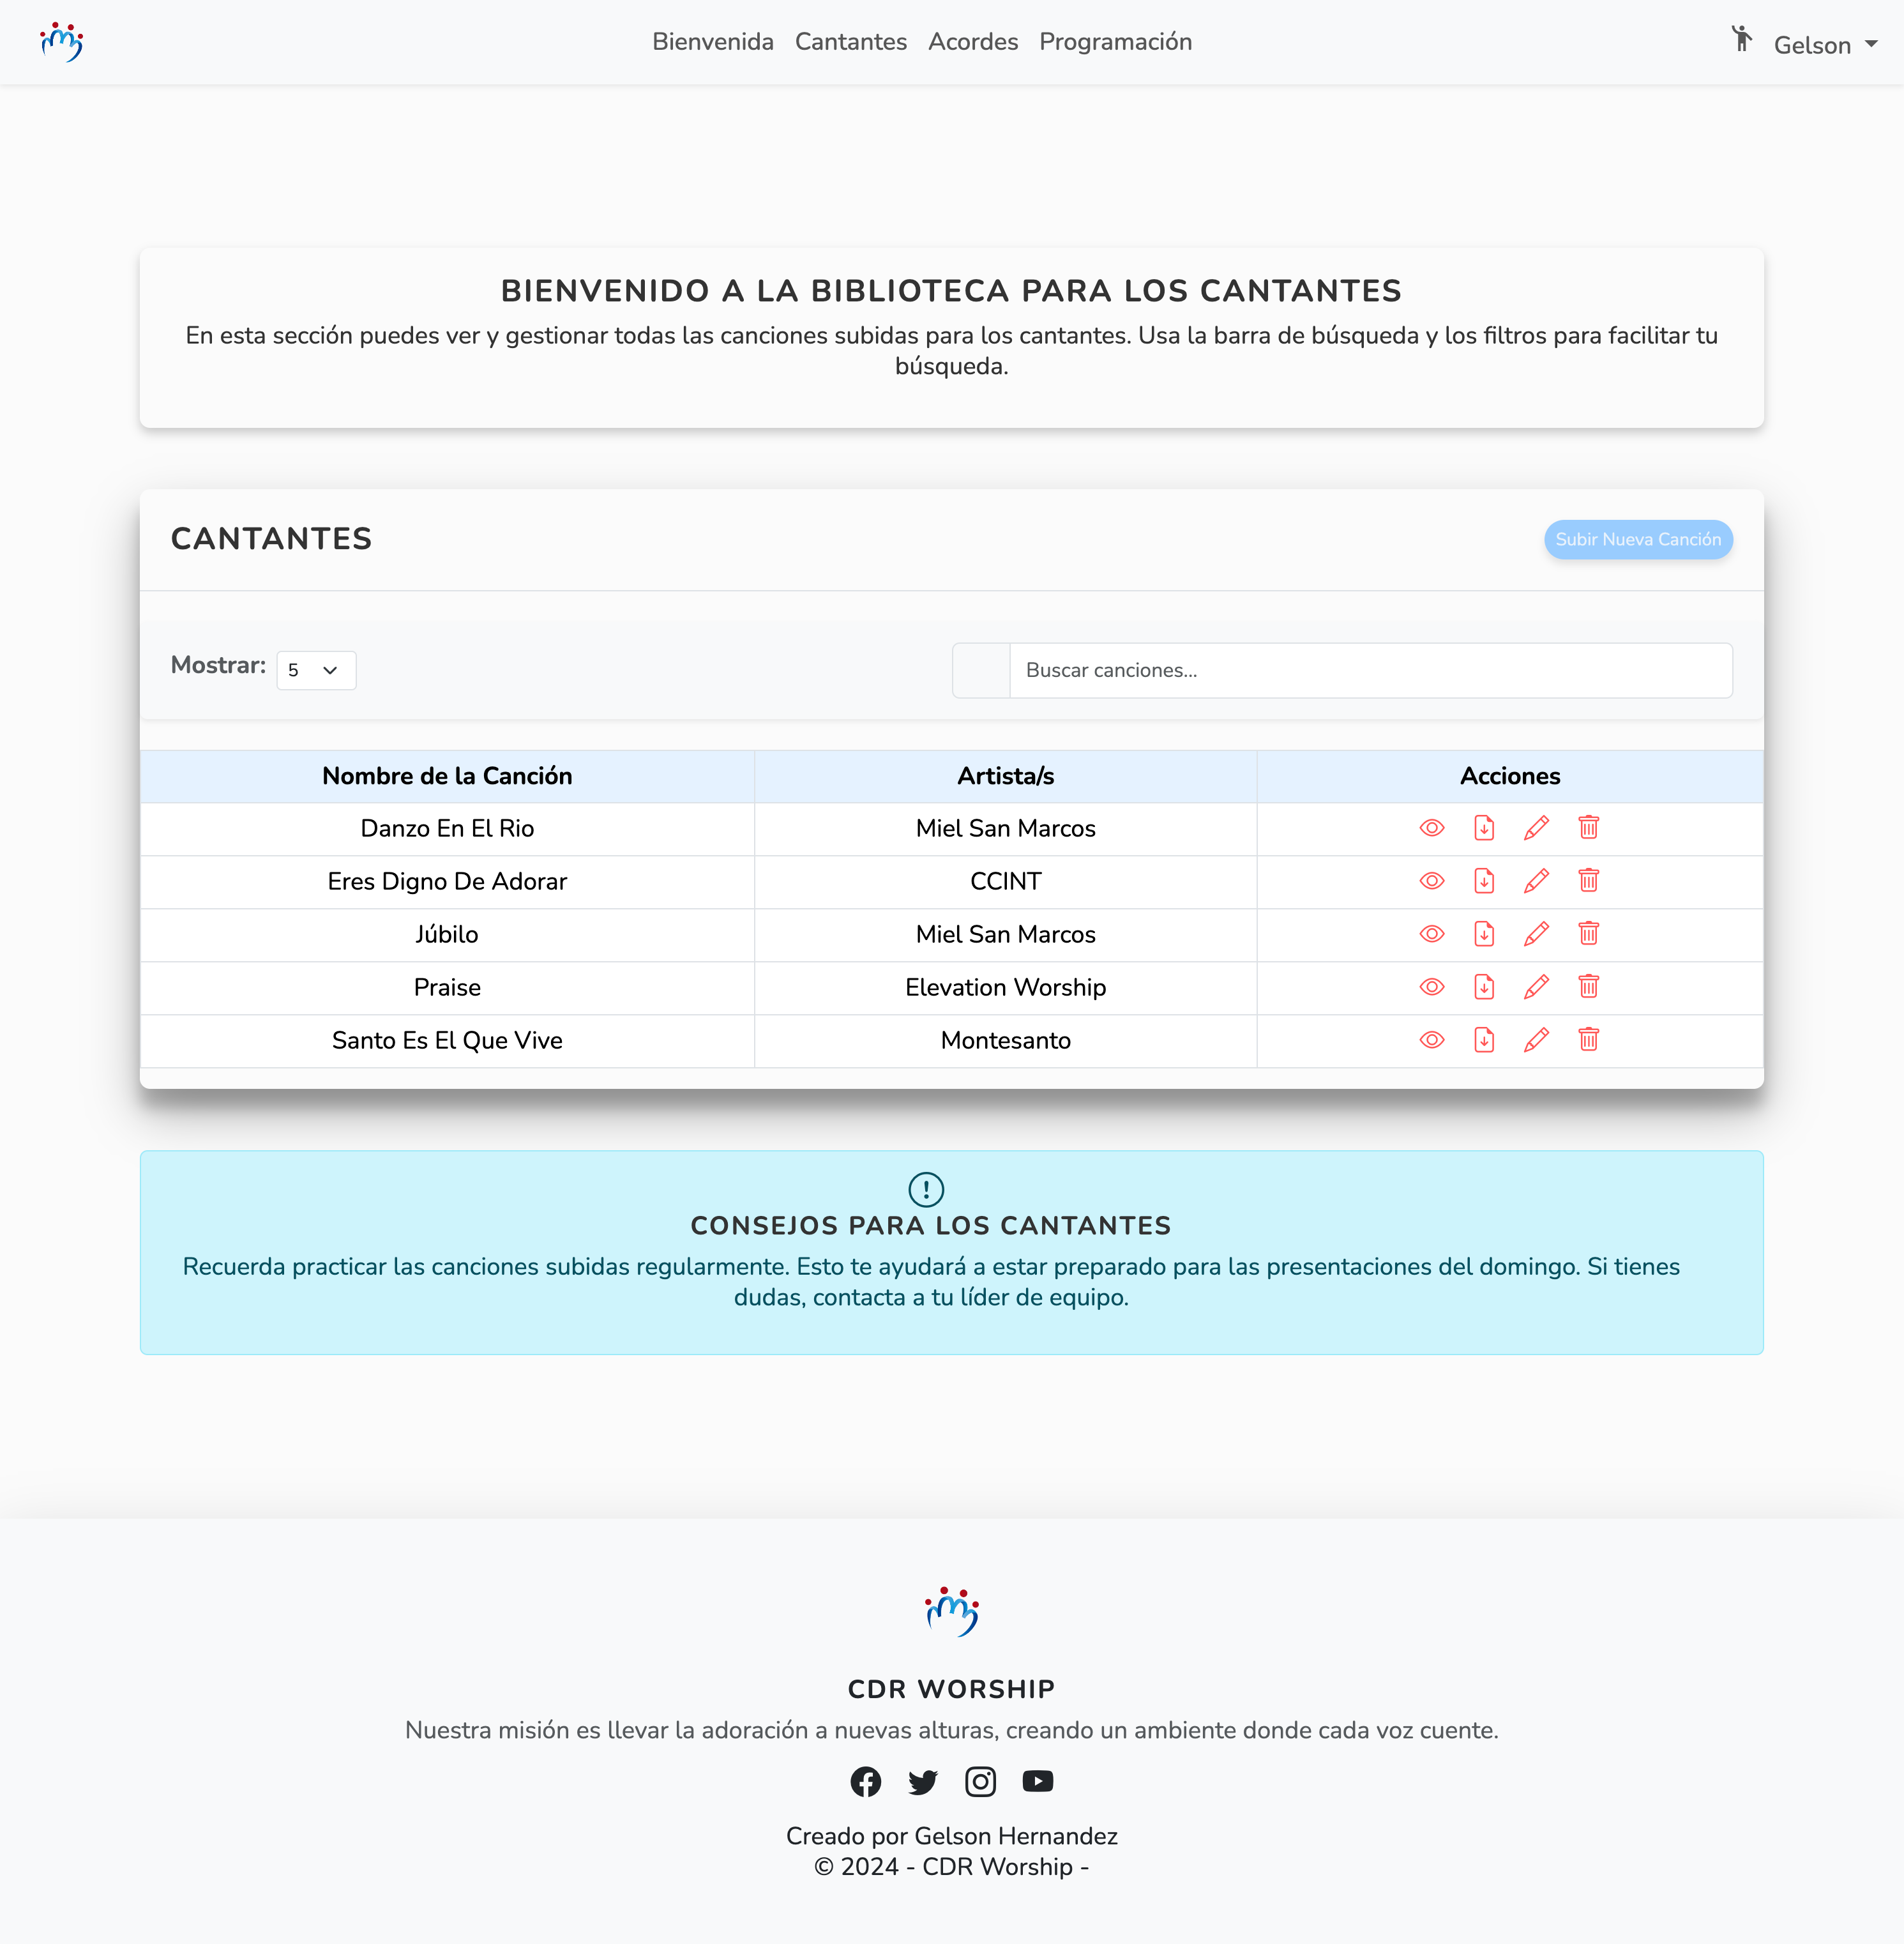 Bienvenida Cantantes Acordes Programación Gelson
BIENVENIDO A LA BIBLIOTECA PARA LOS CANTANTES
En esta sección puedes ver y gestionar todas las canciones subidas para los cantantes. Usa la barra de búsqueda y los filtros para facilitar tu
búsqueda.
CANTANTES
Subir Nueva Canción
Mostrar: 5
Buscar canciones...
Nombre de la Canción Artista/s Acciones
Danzo En El Rio Miel San Marcos
Eres Digno De Adorar CCINT
Júbilo Miel San Marcos
Praise Elevation Worship
Santo Es El Que Vive Montesanto
CONSEJOS PARA LOS CANTANTES
Recuerda practicar las canciones subidas regularmente. Esto te ayudará a estar preparado para las presentaciones del domingo. Si tienes
dudas, contacta a tu líder de equipo.
CDR WORSHIP
Nuestra misión es llevar la adoración a nuevas alturas, creando un ambiente donde cada voz cuente.
Creado por Gelson Hernandez
© 2024 - CDR Worship -